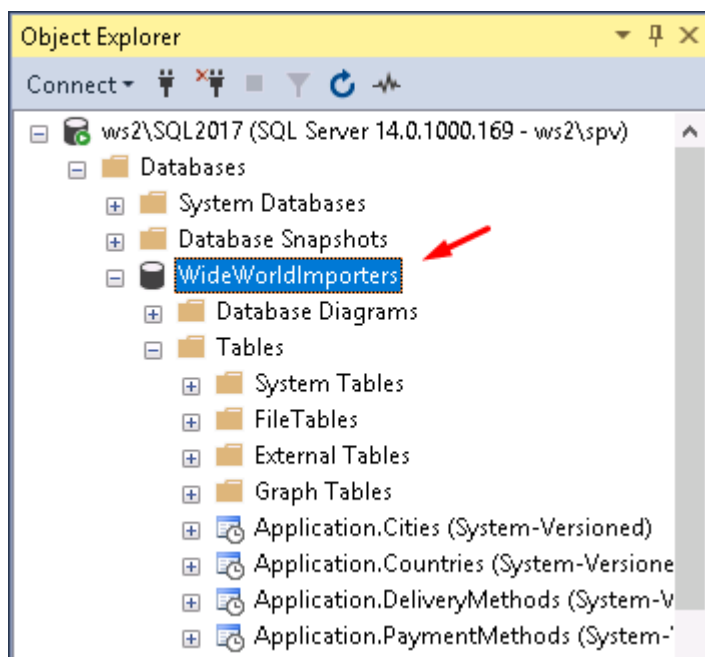 Object Explorer
Connect
ws2\SQL2017 (SQL Server 14.0.1000.169 - ws2\spv)
Databases
System Databases
Database Snapshots
WideWorldImporters
Database Diagrams
Tables
System Tables
FileTables
External Tables
Graph Tables
Application.Cities (System-Versioned)
Application.Countries (System-Versione
Application.DeliveryMethods (System-V
Application.PaymentMethods (System-